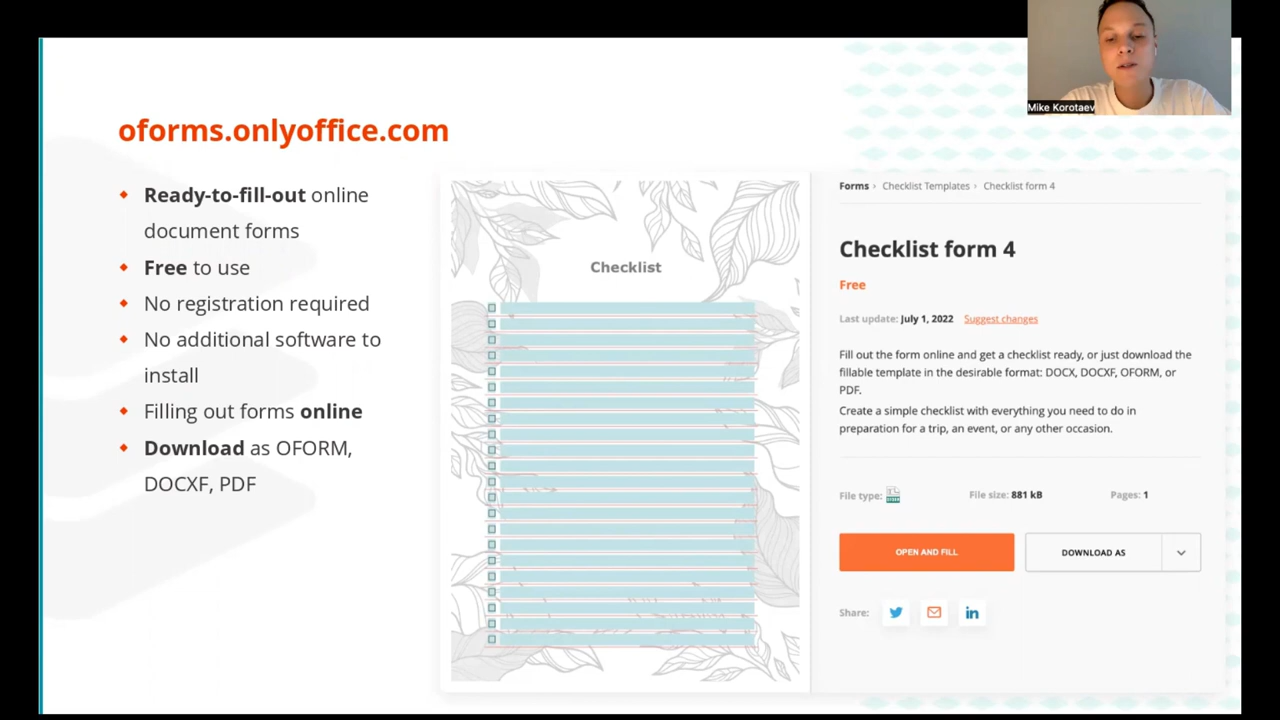 Mike Korotaev
oforms.onlyoffice.com
Ready-to-fill-out online
document forms
Free to use
No registration required
No additional software to
install
Filling out forms online
Download as OFORM,
DOCXF, PDF
Checklist
Forms › Checklist Templates › Checklist form 4
Checklist form 4
Free
Last update: July 1, 2022 Suggest changes
Fill out the form online and get a checklist ready, or just download the
fillable template in the desirable format: DOCX, DOCXF, OFORM, or
PDF.
Create a simple checklist with everything you need to do in
preparation for a trip, an event, or any other occasion.
File type: File size: 881 kB Pages: 1
OPEN AND FILL DOWNLOAD AS
Share: